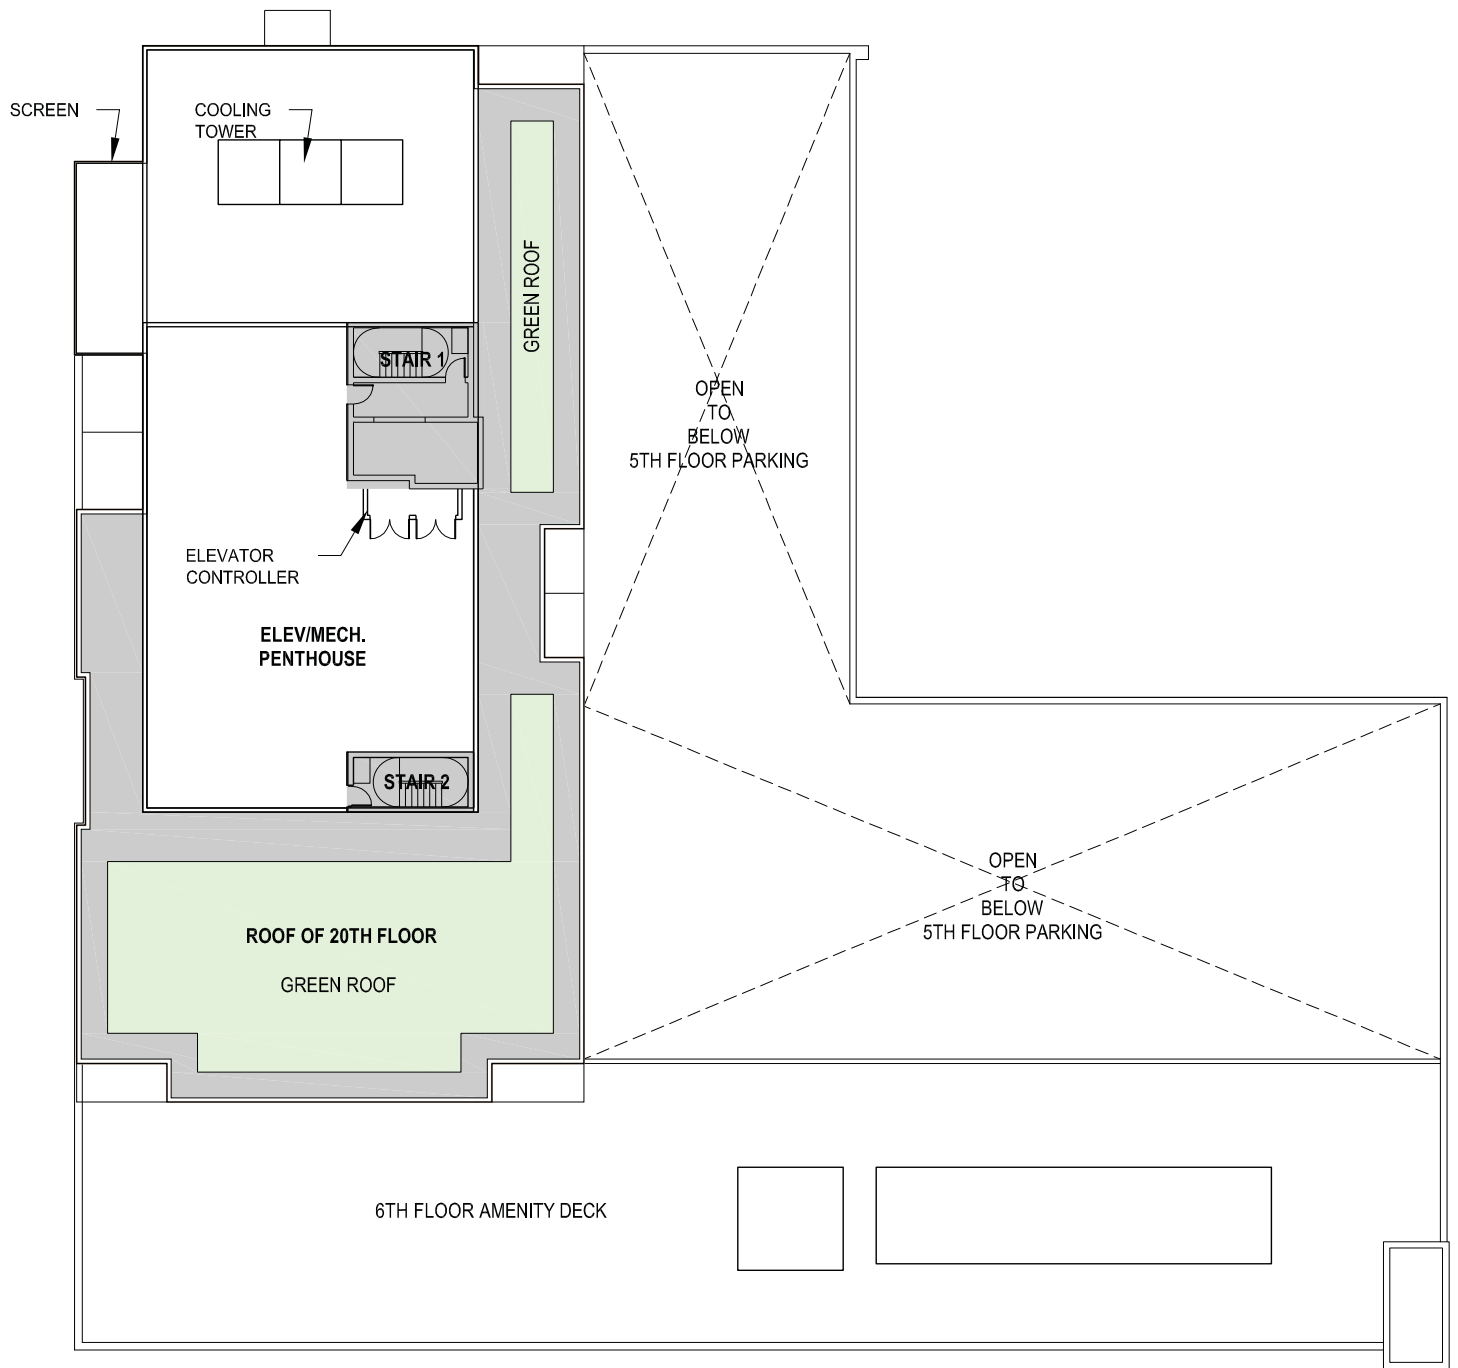 SCREEN
COOLING
TOWER
GREEN ROOF
STAIR 1
OPEN
TO
BELOW
5TH FLOOR PARKING
ELEVATOR
CONTROLLER
ELEV/MECH.
PENTHOUSE
STAIR 2
OPEN
TO
BELOW
5TH FLOOR PARKING
ROOF OF 20TH FLOOR
GREEN ROOF
6TH FLOOR AMENITY DECK